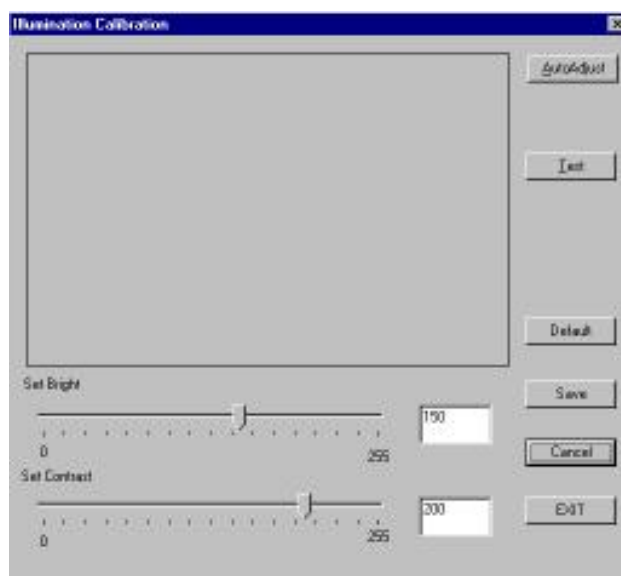 Illumination Calibration
AutoAdjust
Test
Default
Set Bright
150
0
255
Save
Cancel
Set Contrast
200
0
255
EXIT